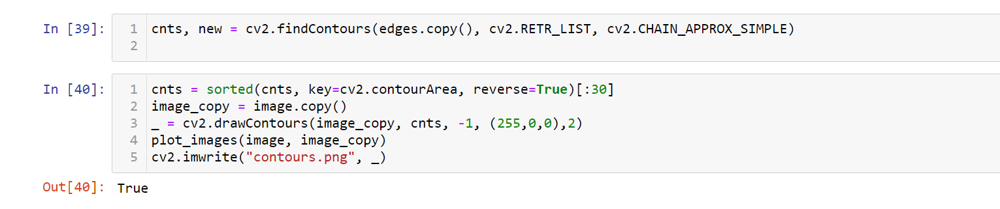 In [39]:
1 cnts, new = cv2.findContours(edges.copy(), cv2.RETR_LIST, cv2.CHAIN_APPROX_SIMPLE)
2
In [40]:
1 cnts = sorted(cnts, key=cv2.contourArea, reverse=True)[:30]
2 image_copy = image.copy()
3 _ = cv2.drawContours(image_copy, cnts, -1, (255,0,0),2)
4 plot_images(image, image_copy)
5 cv2.imwrite("contours.png", _)
Out[40]: True